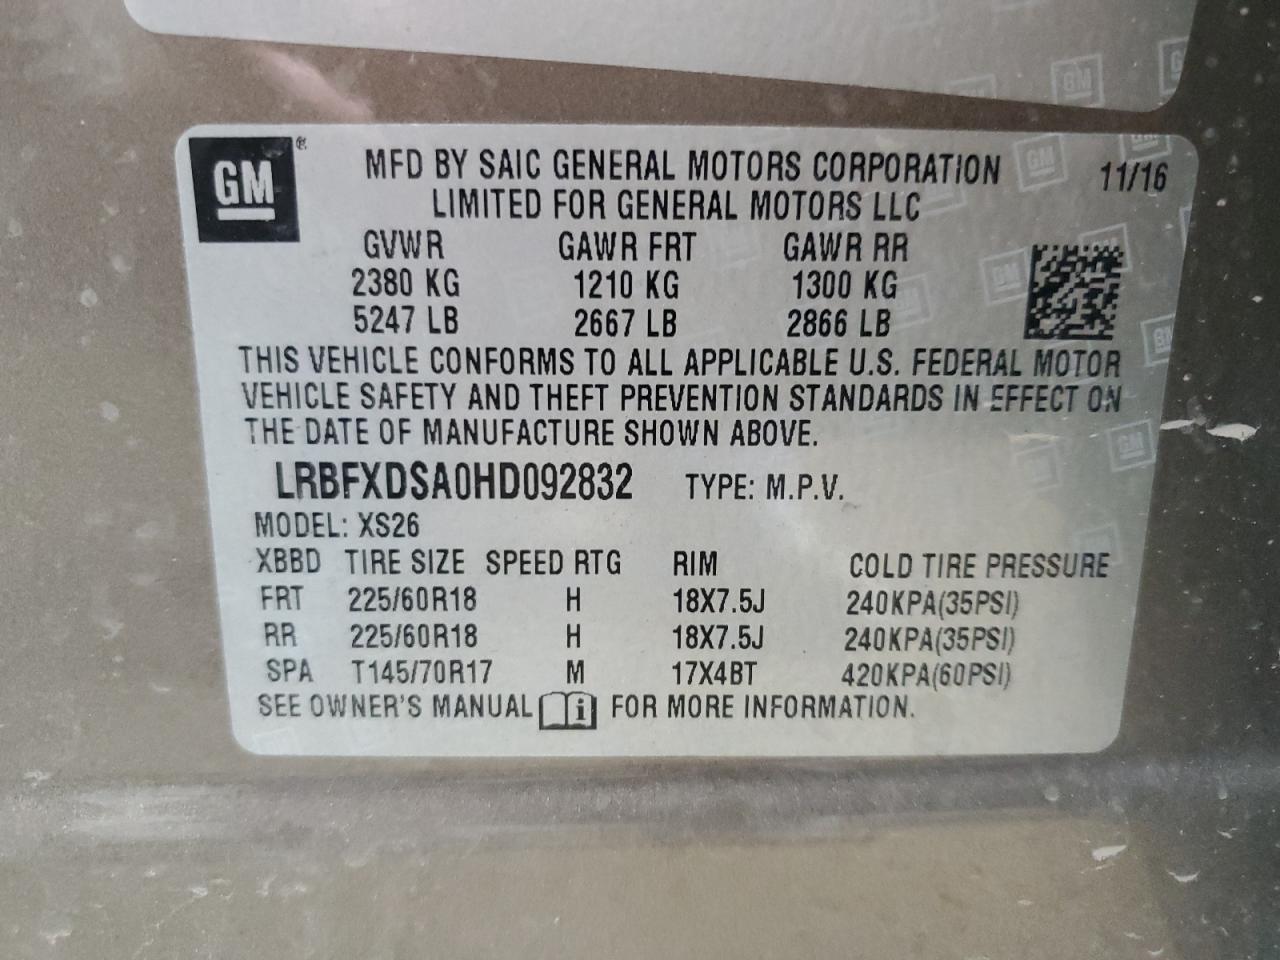 GM®
MFD BY SAIC GENERAL MOTORS CORPORATION 11/16
LIMITED FOR GENERAL MOTORS LLC
GVWR GAWR FRT GAWR RR
2380 KG 1210 KG 1300 KG
5247 LB 2667 LB 2866 LB
THIS VEHICLE CONFORMS TO ALL APPLICABLE U.S. FEDERAL MOTOR
VEHICLE SAFETY AND THEFT PREVENTION STANDARDS IN EFFECT ON
THE DATE OF MANUFACTURE SHOWN ABOVE.
LRBFXDSA0HD092832 TYPE: M.P.V.
MODEL: XS26
XBBD TIRE SIZE SPEED RTG RIM COLD TIRE PRESSURE
FRT 225/60R18 H 18X7.5J 240KPA(35PSI)
RR 225/60R18 H 18X7.5J 240KPA(35PSI)
SPA T145/70R17 M 17X4BT 420KPA(60PSI)
SEE OWNER'S MANUAL i FOR MORE INFORMATION.